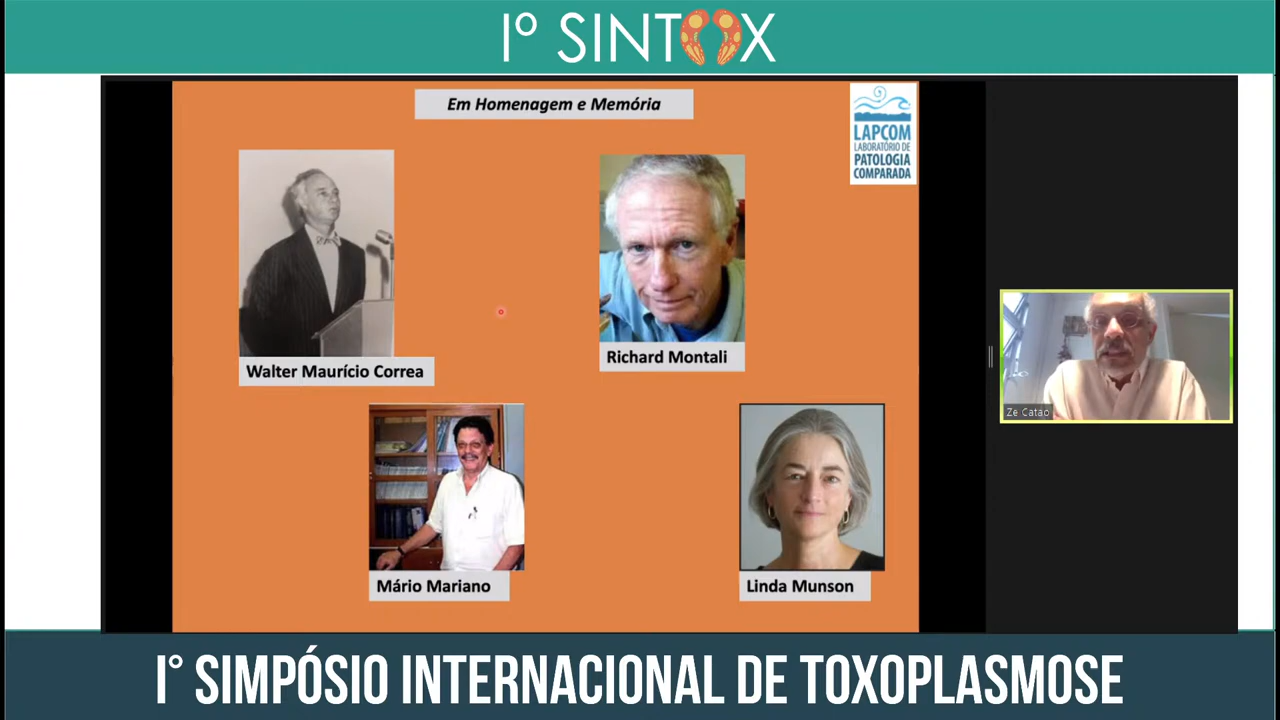 I° SINTOX
Em Homenagem e Memória
LAPCOM
LABORATÓRIO DE
PATOLOGIA
COMPARADA
Walter Maurício Correa
Richard Montali
Zé Catão
Mário Mariano
Linda Munson
I° SIMPÓSIO INTERNACIONAL DE TOXOPLASMOSE